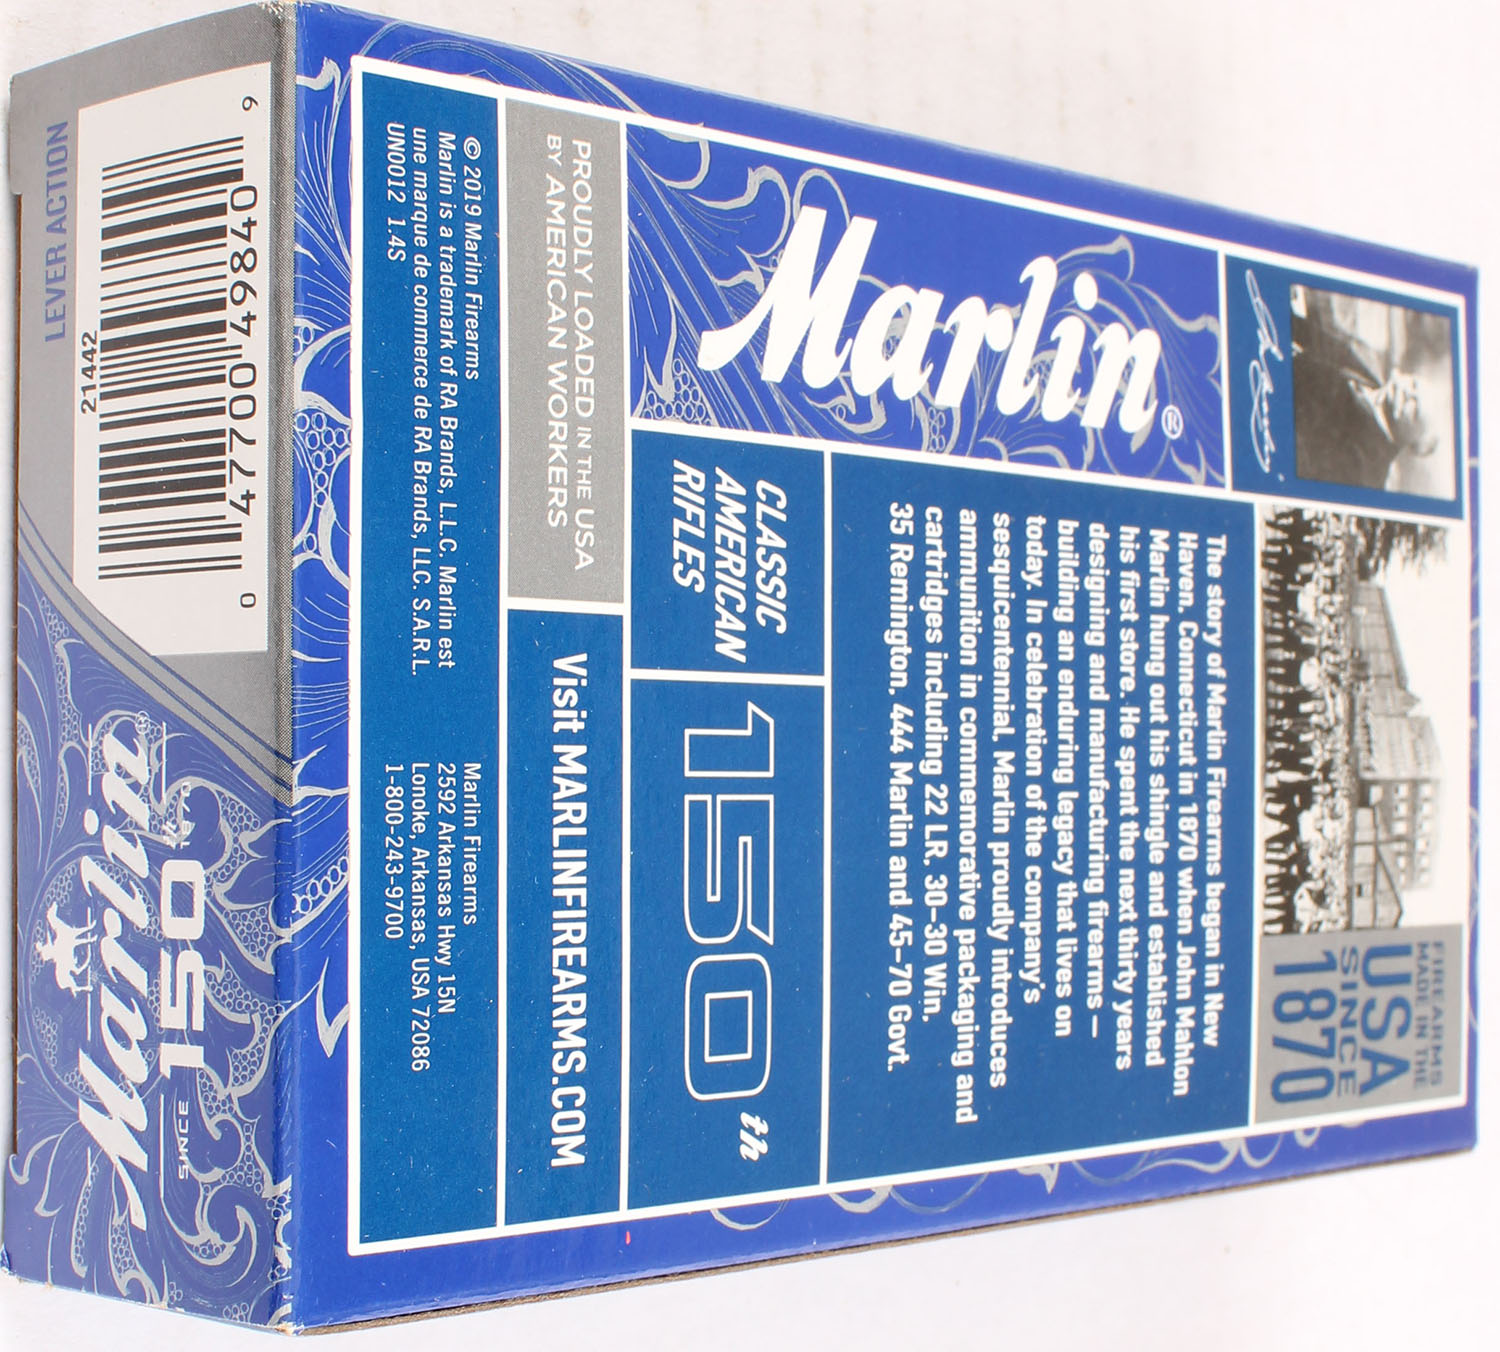 Marlin®
FIREARMS
MADE IN THE
USA
SINCE
1870
The story of Marlin Firearms began in New
Haven, Connecticut in 1870 when John Mahlon
Marlin hung out his shingle and established
his first store. He spent the next thirty years
designing and manufacturing firearms –
building an enduring legacy that lives on
today. In celebration of the company's
sesquicentennial, Marlin proudly introduces
ammunition in commemorative packaging and
cartridges including 22 LR, 30-30 Win,
35 Remington, 444 Marlin and 45-70 Govt.
CLASSIC
AMERICAN
RIFLES
150th
PROUDLY LOADED IN THE USA
BY AMERICAN WORKERS
Visit MARLINFIREARMS.COM
© 2019 Marlin Firearms
Marlin is a trademark of RA Brands, L.L.C. Marlin est
une marque de commerce de RA Brands, LLC. S.A.R.L.
UN0012 1.4S
Marlin Firearms
2592 Arkansas Hwy 15N
Lonoke, Arkansas, USA 72086
1-800-243-9700
9 04698400704777 0
21442
LEVER ACTION
Marlin®
SINCE 150 1870